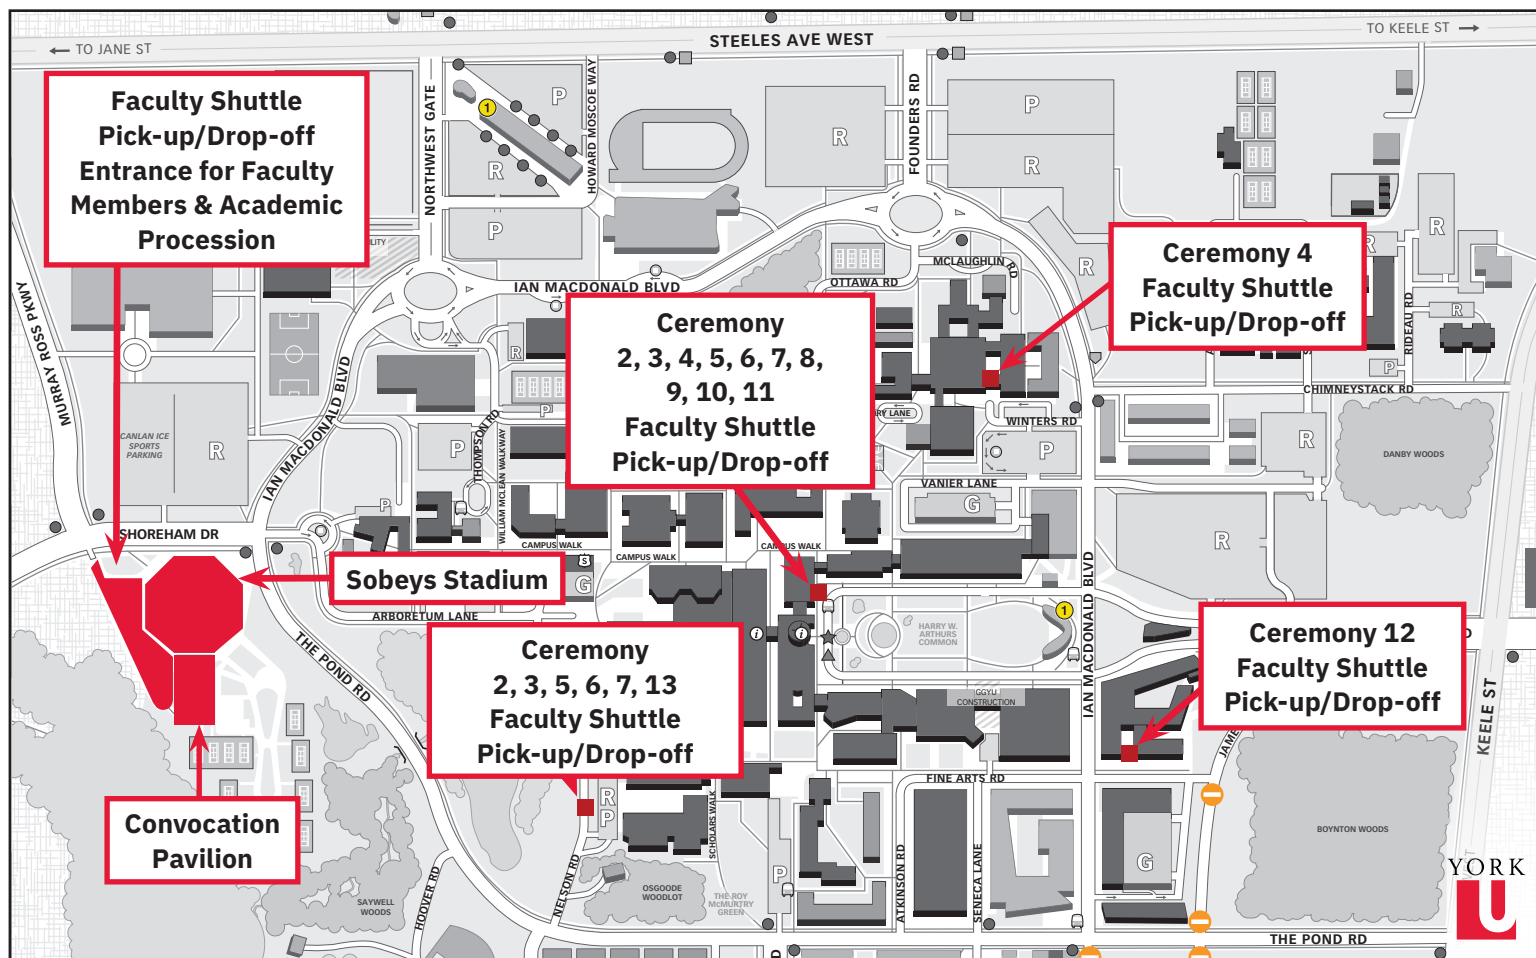 TO JANE ST
STEELES AVE WEST
TO KEELE ST
Faculty Shuttle
Pick-up/Drop-off
Entrance for Faculty
Members & Academic
Procession
NORTHWEST GATE
HOWARD MOSCOE WAY
FOUNDERS RD
P
1
R
R
P
R
P
Ceremony 4
Faculty Shuttle
Pick-up/Drop-off
R
R
R
MCLAUGHLIN RD
OTTAWA RD
IAN MACDONALD BLVD
MURRAY ROSS PKWY
Ceremony
2, 3, 4, 5, 6, 7, 8,
9, 10, 11
Faculty Shuttle
Pick-up/Drop-off
RIDEAU RD
R
R
P
CHIMNEYSTACK RD
IAN MACDONALD BLVD
P
WINTERS RD
CANLAN ICE
SPORTS
PARKING
R
P
THOMPSON RD
WILLIAM MCLEAN WALKWAY
P
R
DANBY WOODS
VANIER LANE
G
P
SHOREHAM DR
CAMPUS WALK
CAMPUS WALK
CAMPUS WALK
R
Sobeys Stadium
S
G
ARBORETUM LANE
IAN MACDONALD BLVD
1
HARRY W.
ARTHURS
COMMON
i
i
THE POND RD
Ceremony
2, 3, 5, 6, 7, 13
Faculty Shuttle
Pick-up/Drop-off
Ceremony 12
Faculty Shuttle
Pick-up/Drop-off
GGYU
CONSTRUCTION
KEELE ST
FINE ARTS RD
R
P
Convocation
Pavilion
SCHOLARS WALK
BOYNTON WOODS
G
P
NELSON RD
HOOVER RD
SAYWELL
WOODS
OSGOODE
WOODLOT
THE ROY
McMURTRY
GREEN
ATKINSON RD
SENECA LANE
THE POND RD
YORK
U